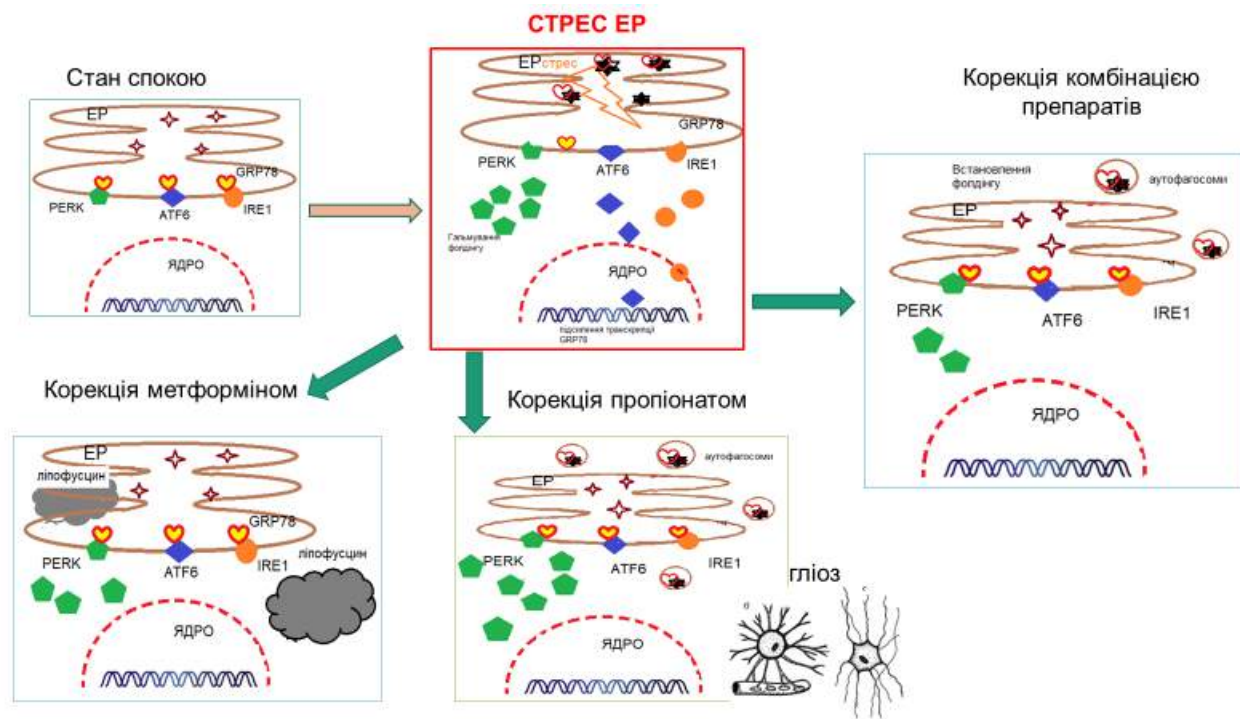 СТРЕС ЕР
Стан спокою
ЕР
GRP78
PERK
ATF6
IRE1
ЯДРО
ЕРстрес
GRP78
PERK
ATF6
IRE1
Гальмування
фолдінгу
ЯДРО
підсилення транскрипції
GRP78
Корекція комбінацією
препаратів
Встановлення
фолдінгу
аутофагосоми
ЕР
PERK
ATF6
IRE1
ЯДРО
Корекція метформіном
ЕР
ліпофусцин
GRP78
PERK
ATF6
IRE1
ліпофусцин
ЯДРО
Корекція пропіонатом
аутофагосоми
ЕР
PERK
ATF6
IRE1
ЯДРО
гліоз